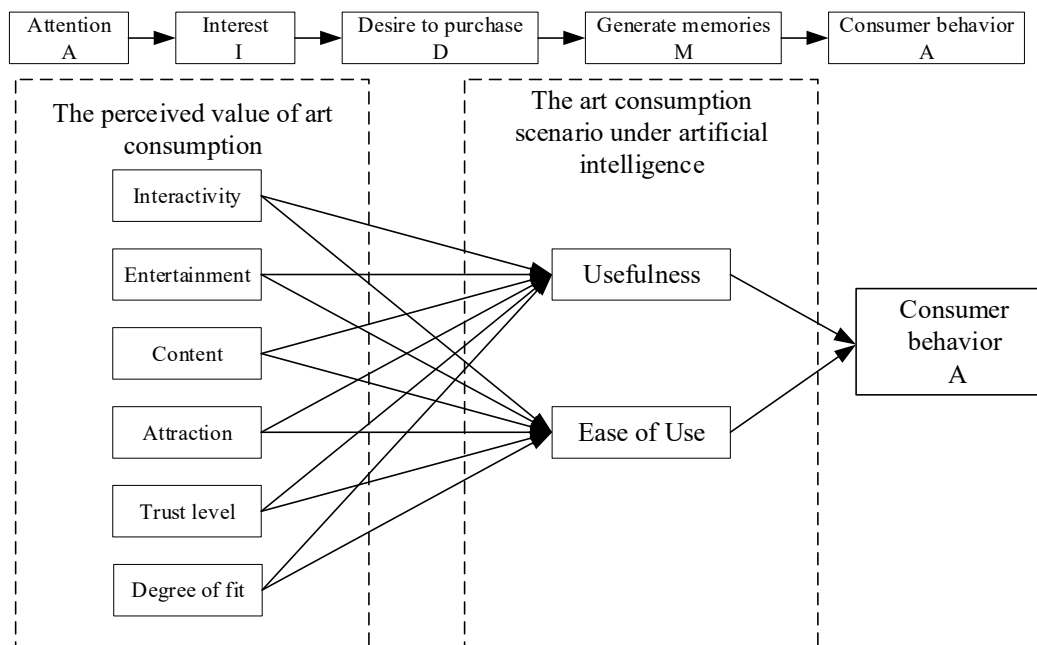 Attention
A
Interest
I
Desire to purchase
D
Generate memories
M
Consumer behavior
A
The perceived value of art
consumption
Interactivity
Entertainment
Content
Attraction
Trust level
Degree of fit
The art consumption
scenario under artificial
intelligence
Usefulness
Ease of Use
Consumer
behavior
A